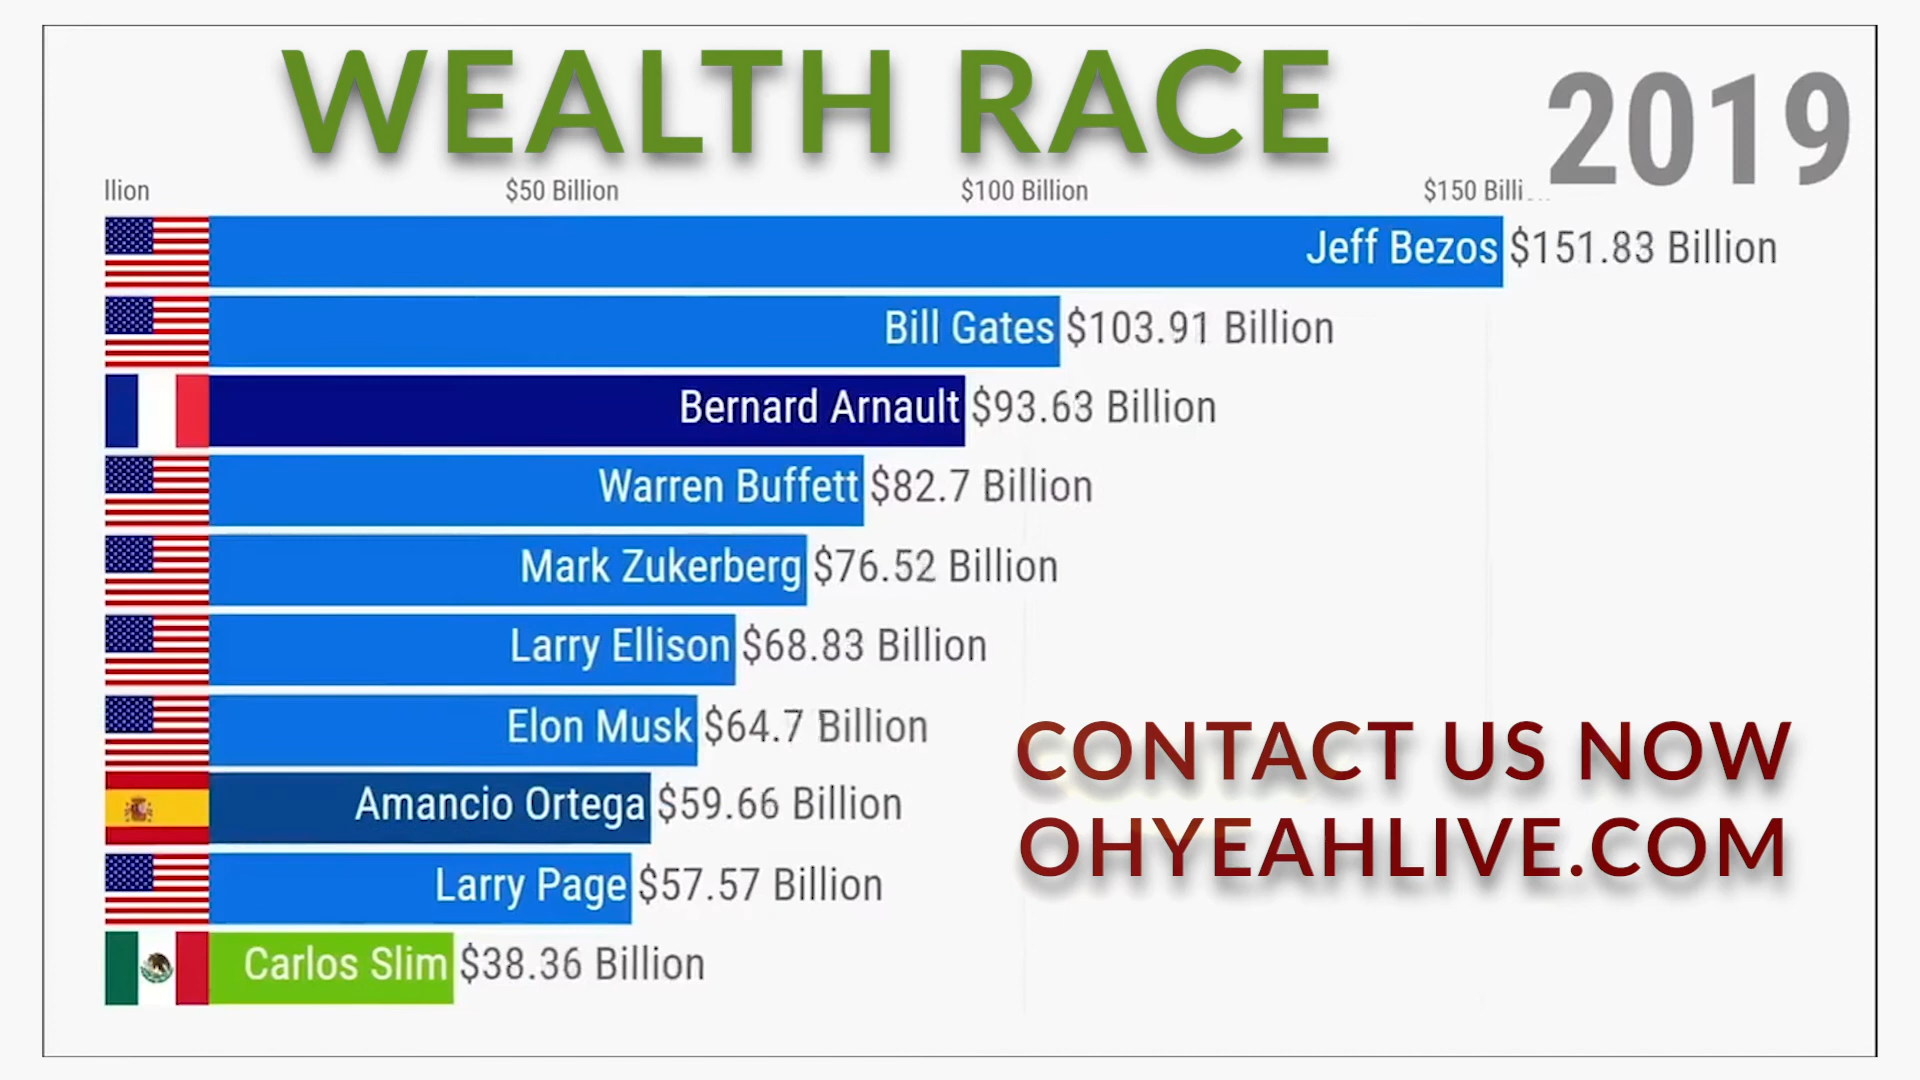 WEALTH RACE
2019
llion $50 Billion $100 Billion $150 Billi...
Jeff Bezos $151.83 Billion
Bill Gates $103.91 Billion
Bernard Arnault $93.63 Billion
Warren Buffett $82.7 Billion
Mark Zukerberg $76.52 Billion
Larry Ellison $68.83 Billion
Elon Musk $64.7 Billion
Amancio Ortega $59.66 Billion
Larry Page $57.57 Billion
Carlos Slim $38.36 Billion
CONTACT US NOW
OHYEAHLIVE.COM